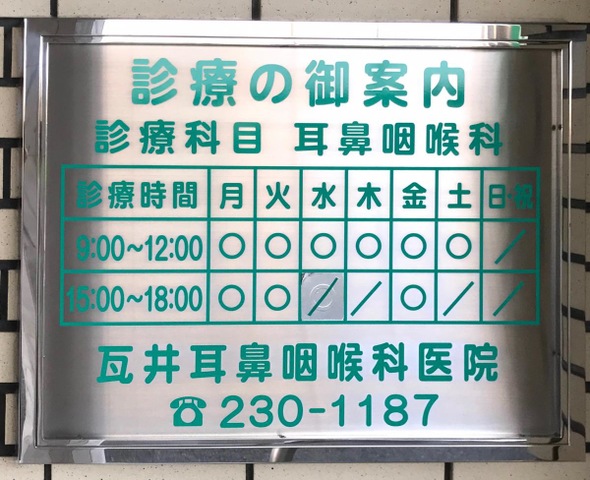 診療の御案内
診療科目 耳鼻咽喉科
診療時間 月 火 水 木 金 土 日・祝
9:00~12:00 ○ ○ ○ ○ ○ ○ ／
15:00~18:00 ○ ○ ／ ／ ○ ／ ／
瓦井耳鼻咽喉科医院
☎230-1187